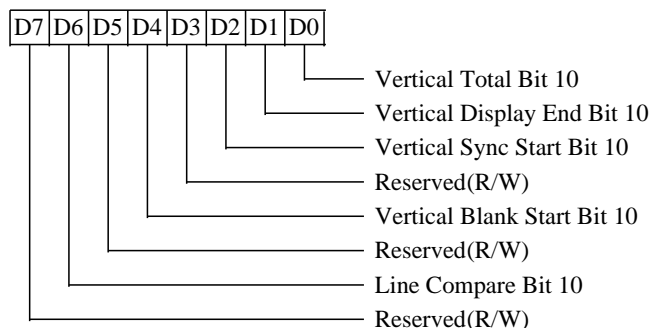 D7 D6 D5 D4 D3 D2 D1 D0
Vertical Total Bit 10
Vertical Display End Bit 10
Vertical Sync Start Bit 10
Reserved(R/W)
Vertical Blank Start Bit 10
Reserved(R/W)
Line Compare Bit 10
Reserved(R/W)